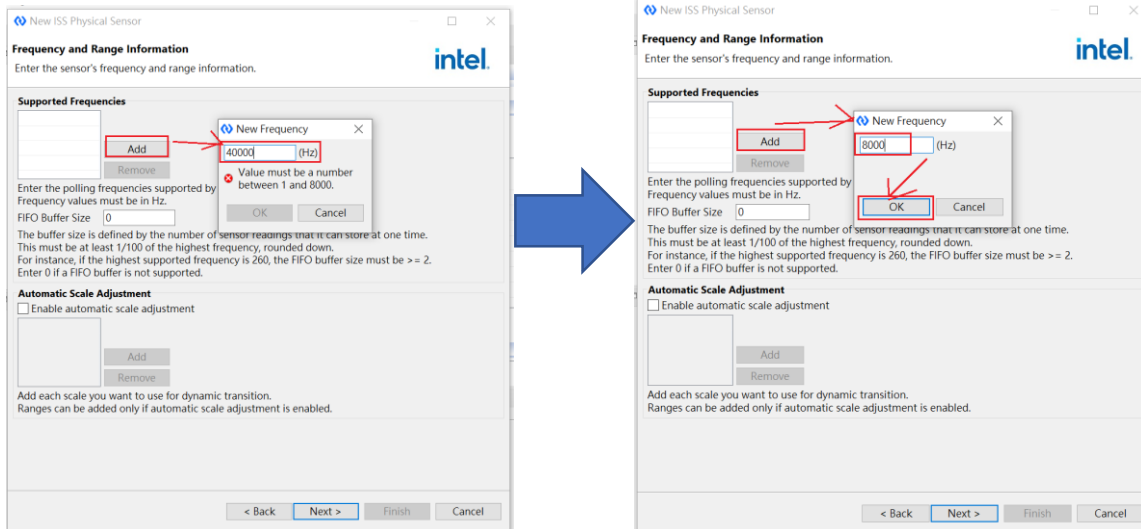 New ISS Physical Sensor
Frequency and Range Information
Enter the sensor's frequency and range information.
intel.
Supported Frequencies
New Frequency
Add
40000 (Hz)
Remove
Value must be a number
between 1 and 8000.
Enter the polling frequencies supported by
Frequency values must be in Hz.
OK Cancel
FIFO Buffer Size 0
The buffer size is defined by the number of sensor readings that it can store at one time.
This must be at least 1/100 of the highest frequency, rounded down.
For instance, if the highest supported frequency is 260, the FIFO buffer size must be >= 2.
Enter 0 if a FIFO buffer is not supported.
Automatic Scale Adjustment
Enable automatic scale adjustment
Add
Remove
Add each scale you want to use for dynamic transition.
Ranges can be added only if automatic scale adjustment is enabled.
< Back Next > Finish Cancel
New ISS Physical Sensor
Frequency and Range Information
Enter the sensor's frequency and range information.
intel.
Supported Frequencies
New Frequency
Add
8000 (Hz)
Remove
Enter the polling frequencies supported by
Frequency values must be in Hz.
OK Cancel
FIFO Buffer Size 0
The buffer size is defined by the number of sensor readings that it can store at one time.
This must be at least 1/100 of the highest frequency, rounded down.
For instance, if the highest supported frequency is 260, the FIFO buffer size must be >= 2.
Enter 0 if a FIFO buffer is not supported.
Automatic Scale Adjustment
Enable automatic scale adjustment
Add
Remove
Add each scale you want to use for dynamic transition.
Ranges can be added only if automatic scale adjustment is enabled.
< Back Next > Finish Cancel